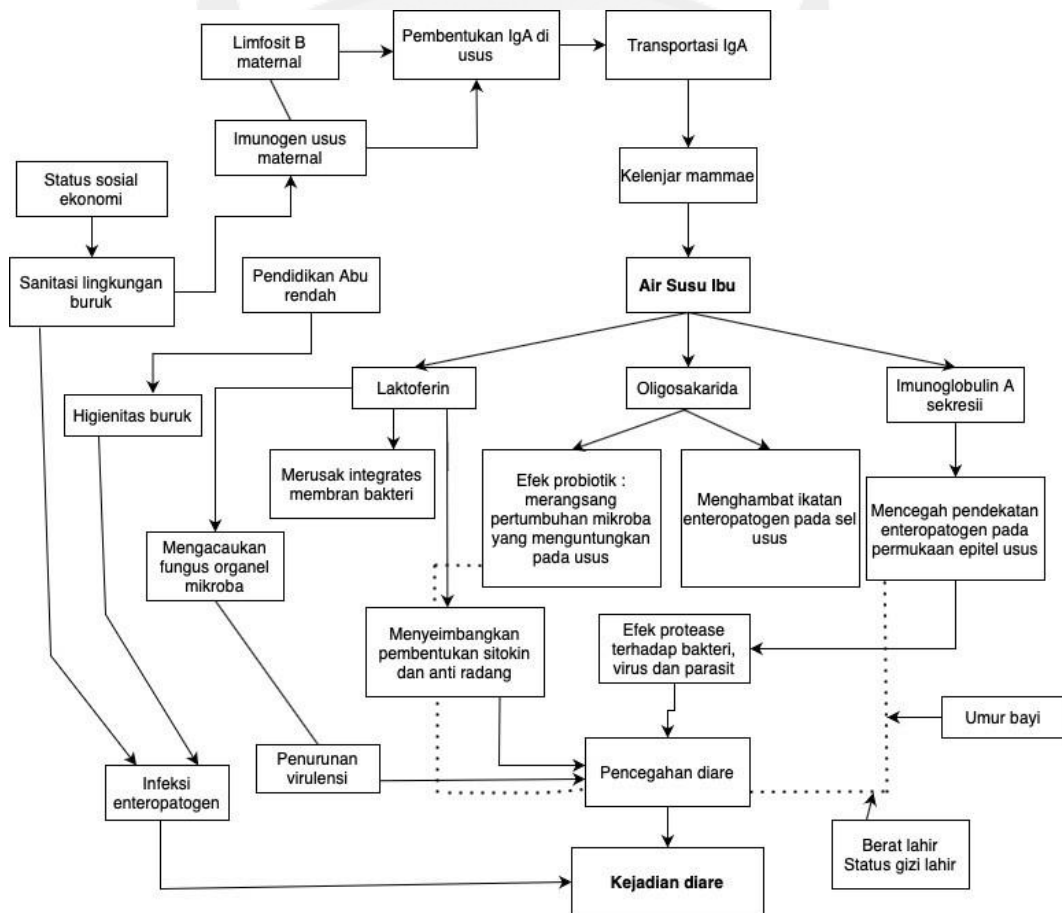 Limfosit B
maternal
Pembentukan IgA di
usus
Transportasi IgA
Imunogen usus
maternal
Status sosial
ekonomi
Kelenjar mammae
Sanitasi lingkungan
buruk
Pendidikan Abu
rendah
Air Susu Ibu
Laktoferin
Oligosakarida
Imunoglobulin A
sekresii
Higienitas buruk
Merusak integrates
membran bakteri
Efek probiotik :
merangsang
pertumbuhan mikroba
yang menguntungkan
pada usus
Menghambat ikatan
enteropatogen pada sel
usus
Mencegah pendekatan
enteropatogen pada
permukaan epitel usus
Mengacaukan
fungus organel
mikroba
Menyeimbangkan
pembentukan sitokin
dan anti radang
Efek protease
terhadap bakteri,
virus dan parasit
Umur bayi
Infeksi
enteropatogen
Penurunan
virulensi
Pencegahan diare
Berat lahir
Status gizi lahir
Kejadian diare